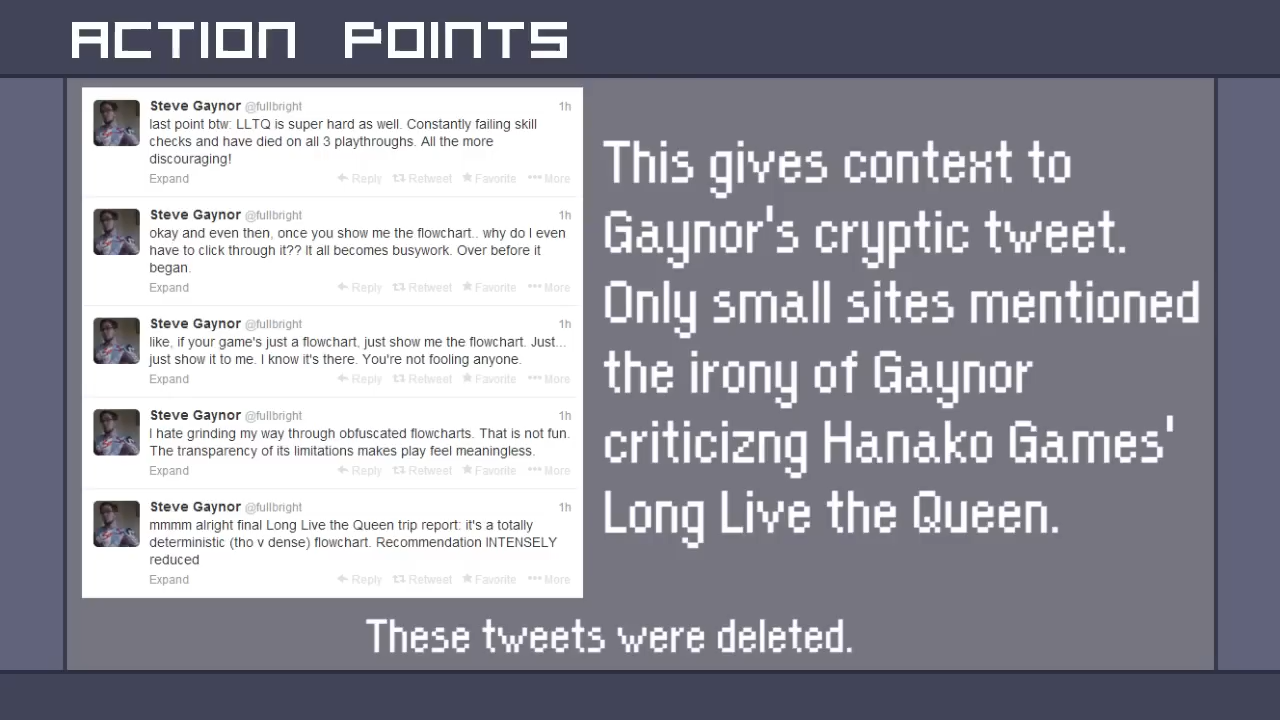 ACTION POINTS
Steve Gaynor @fullbright 1h
last point btw: LLTQ is super hard as well. Constantly failing skill
checks and have died on all 3 playthroughs. All the more
discouraging!
Expand Reply Retweet Favorite More
Steve Gaynor @fullbright 1h
okay and even then, once you show me the flowchart.. why do I even
have to click through it?? It all becomes busywork. Over before it
began.
Expand Reply Retweet Favorite More
Steve Gaynor @fullbright 1h
like, if your game's just a flowchart, just show me the flowchart. Just...
just show it to me. I know it's there. You're not fooling anyone.
Expand Reply Retweet Favorite More
Steve Gaynor @fullbright 1h
I hate grinding my way through obfuscated flowcharts. That is not fun.
The transparency of its limitations makes play feel meaningless.
Expand Reply Retweet Favorite More
Steve Gaynor @fullbright 1h
mmmm alright final Long Live the Queen trip report: it's a totally
deterministic (tho v dense) flowchart. Recommendation INTENSELY
reduced
Expand Reply Retweet Favorite More
This gives context to
Gaynor's cryptic tweet.
Only small sites mentioned
the irony of Gaynor
criticizng Hanako Games'
Long Live the Queen.
These tweets were deleted.